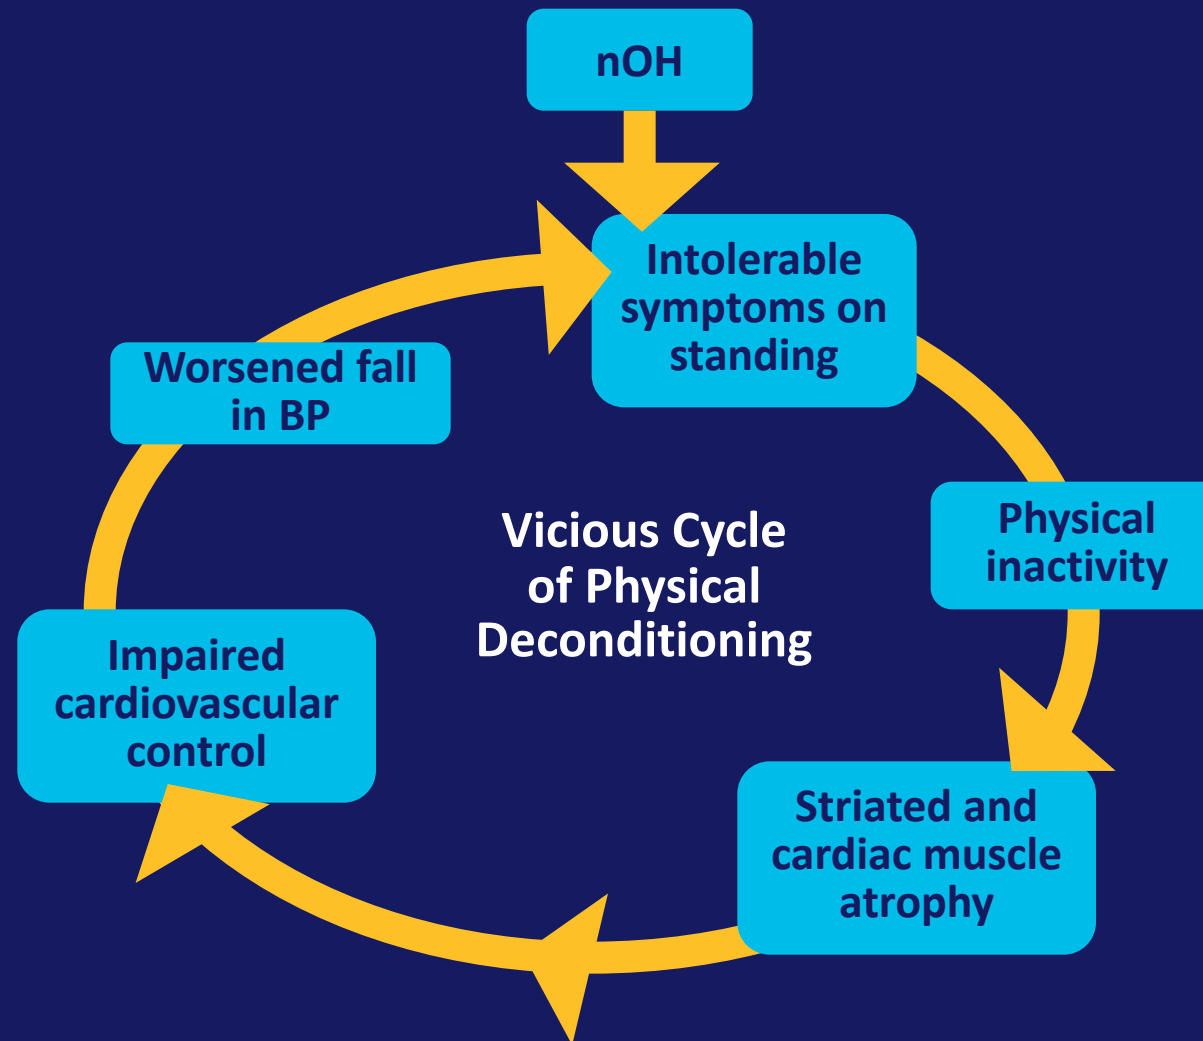 nOH
Intolerable
symptoms on
standing
Worsened fall
in BP
Physical
inactivity
Vicious Cycle
of Physical
Deconditioning
Impaired
cardiovascular
control
Striated and
cardiac muscle
atrophy